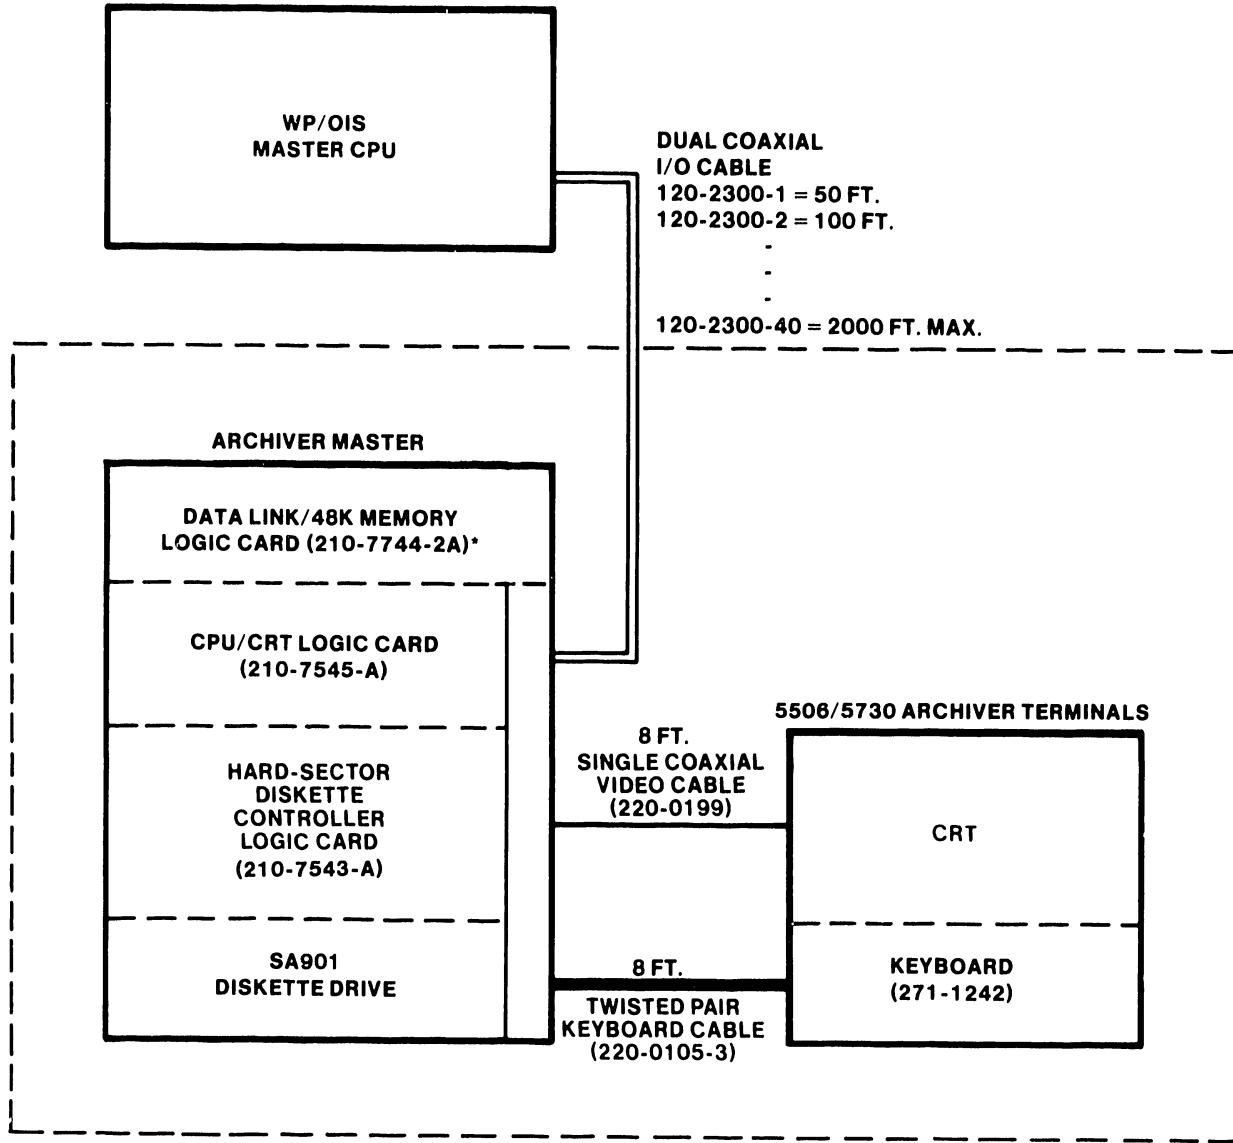 WP/OIS
MASTER CPU
DUAL COAXIAL
I/O CABLE
120-2300-1 = 50 FT.
120-2300-2 = 100 FT.
-
-
-
120-2300-40 = 2000 FT. MAX.
ARCHIVER MASTER
DATA LINK/48K MEMORY
LOGIC CARD (210-7744-2A)*
CPU/CRT LOGIC CARD
(210-7545-A)
HARD-SECTOR
DISKETTE
CONTROLLER
LOGIC CARD
(210-7543-A)
SA901
DISKETTE DRIVE
8 FT.
SINGLE COAXIAL
VIDEO CABLE
(220-0199)
8 FT.
TWISTED PAIR
KEYBOARD CABLE
(220-0105-3)
5506/5730 ARCHIVER TERMINALS
CRT
KEYBOARD
(271-1242)